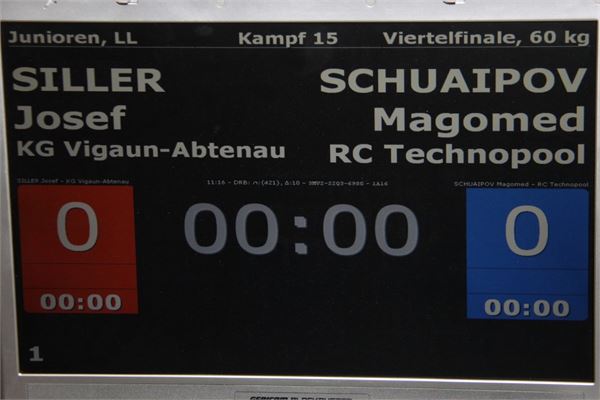 Junioren, LL Kampf 15 Viertelfinale, 60 kg
SILLER SCHUAIPOV
Josef Magomed
KG Vigaun-Abtenau RC Technopool
SILLER Josef - KG Vigaun-Abtenau SCHUAIPOV Magomed - RC Technopool
0 00:00 0
00:00 00:00
1